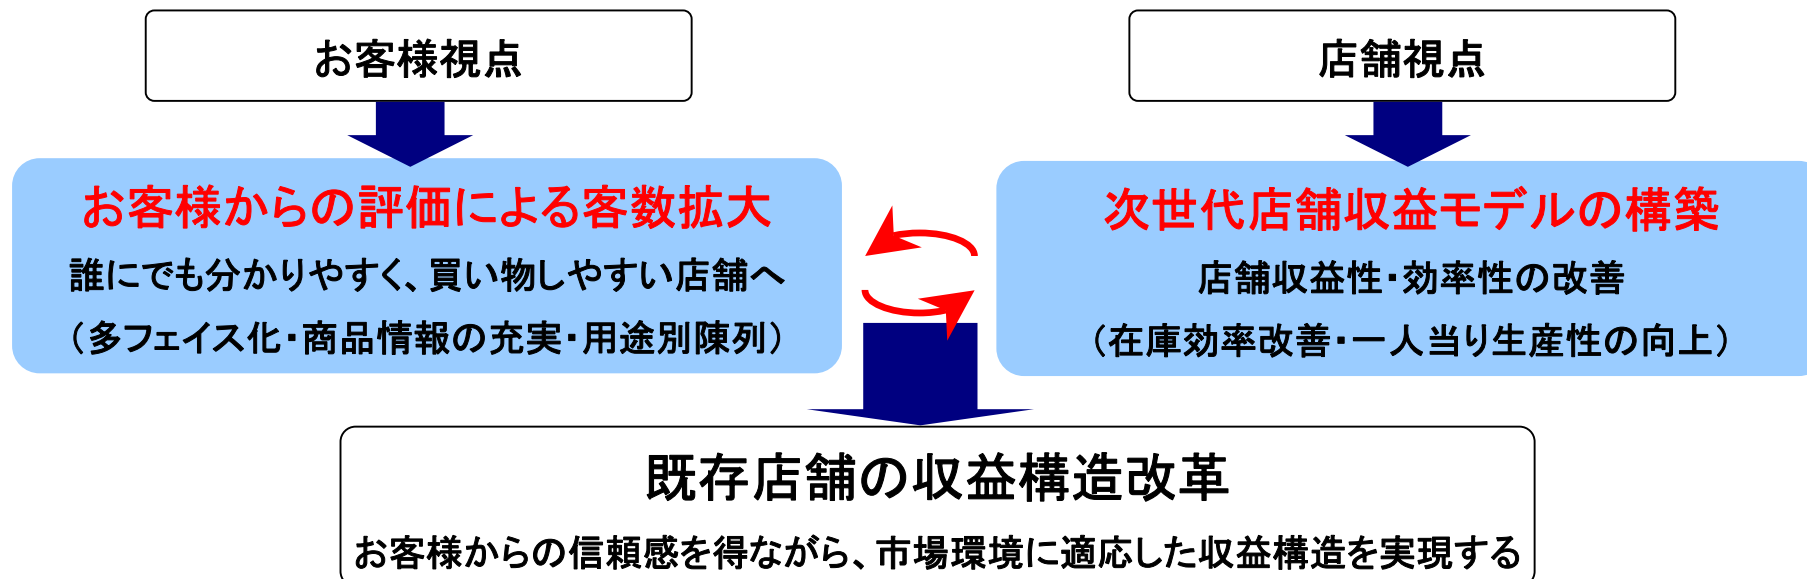 お客様視点
店舗視点
お客様からの評価による客数拡大
誰にでも分かりやすく、買い物しやすい店舗へ
（多フェイス化・商品情報の充実・用途別陳列）
次世代店舗収益モデルの構築
店舗収益性・効率性の改善
（在庫効率改善・一人当り生産性の向上）
既存店舗の収益構造改革
お客様からの信頼感を得ながら、市場環境に適応した収益構造を実現する